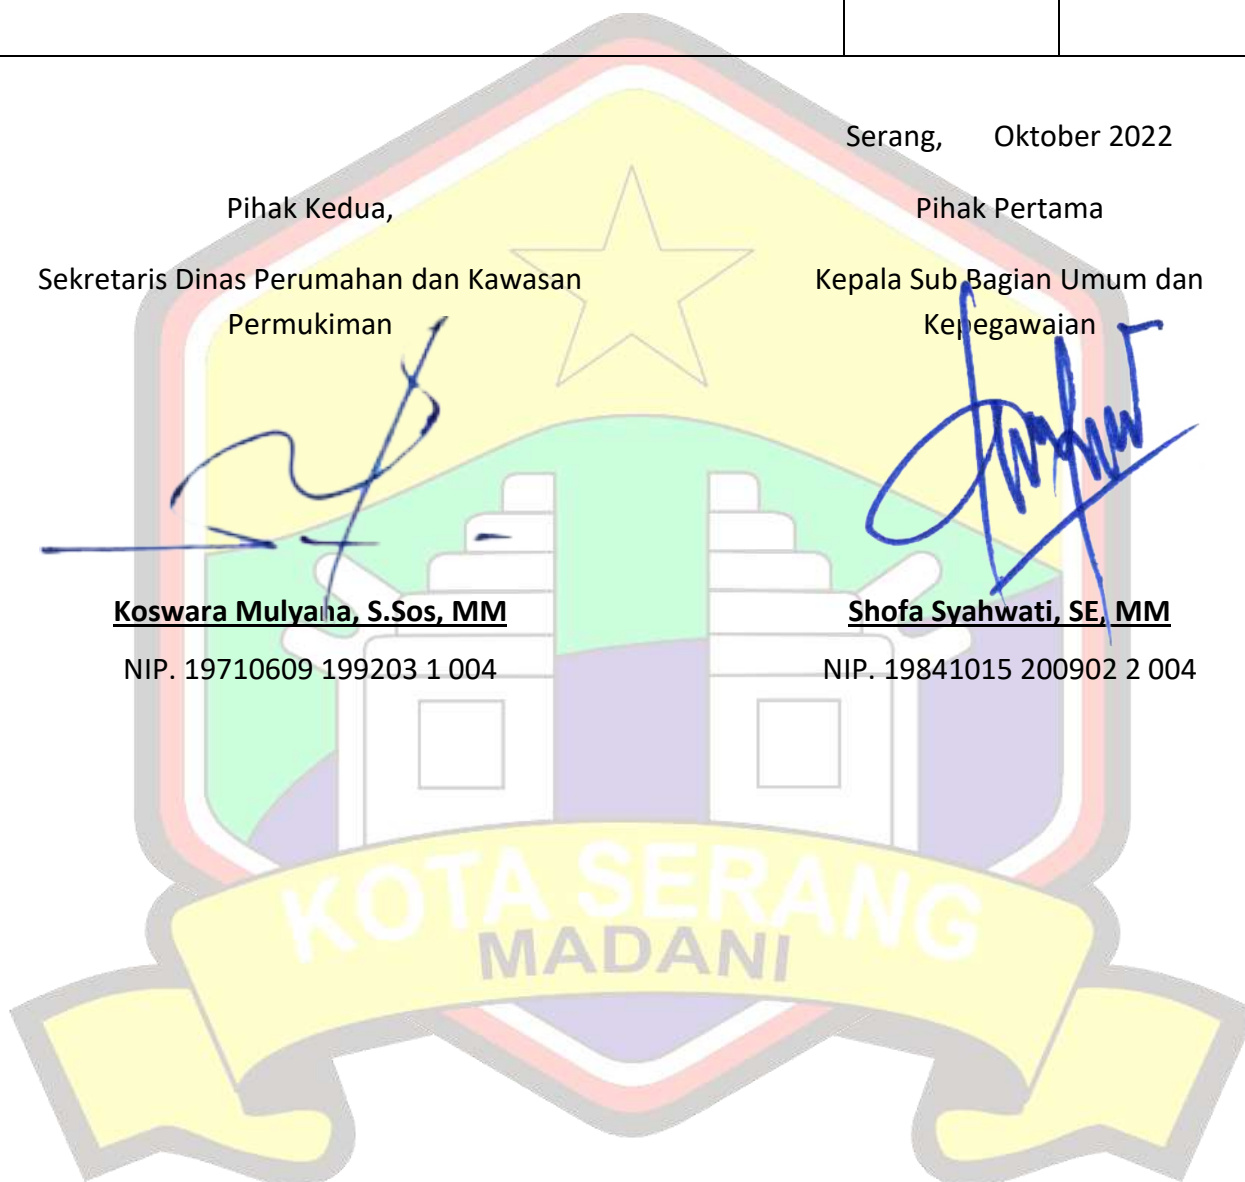 Serang, Oktober 2022
Pihak Kedua,
Sekretaris Dinas Perumahan dan Kawasan
Permukiman
Koswara Mulyana, S.Sos, MM
NIP. 19710609 199203 1 004
Pihak Pertama
Kepala Sub Bagian Umum dan
Kepegawaian
Shofa Syahwati, SE, MM
NIP. 19841015 200902 2 004
KOTA SERANG
MADANI